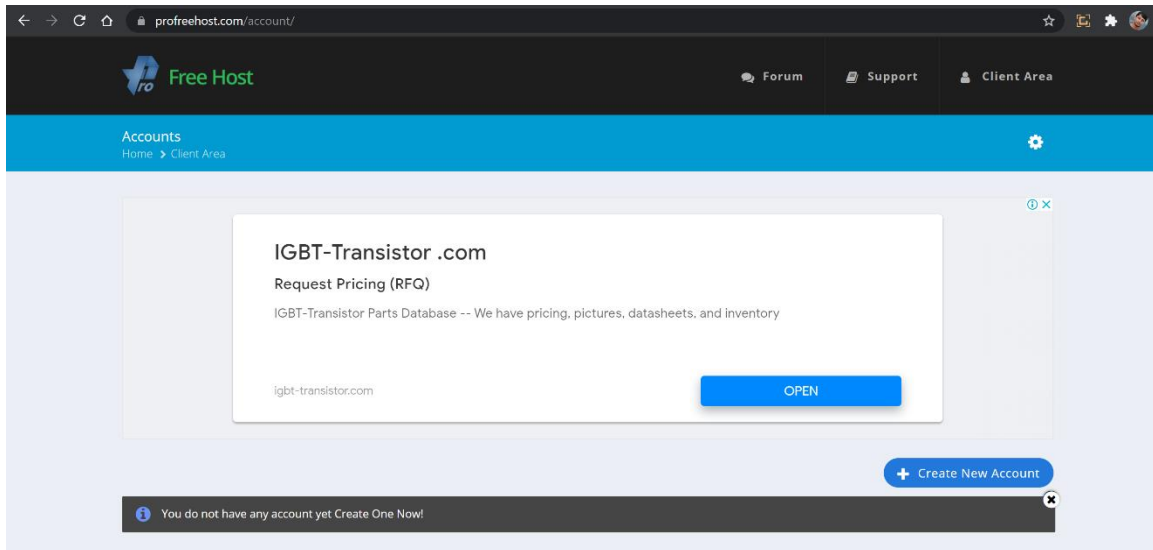 profreehost.com/account/
Pro Free Host
Forum
Support
Client Area
Accounts
Home > Client Area
IGBT-Transistor .com
Request Pricing (RFQ)
IGBT-Transistor Parts Database -- We have pricing, pictures, datasheets, and inventory
igbt-transistor.com
OPEN
+ Create New Account
You do not have any account yet Create One Now!